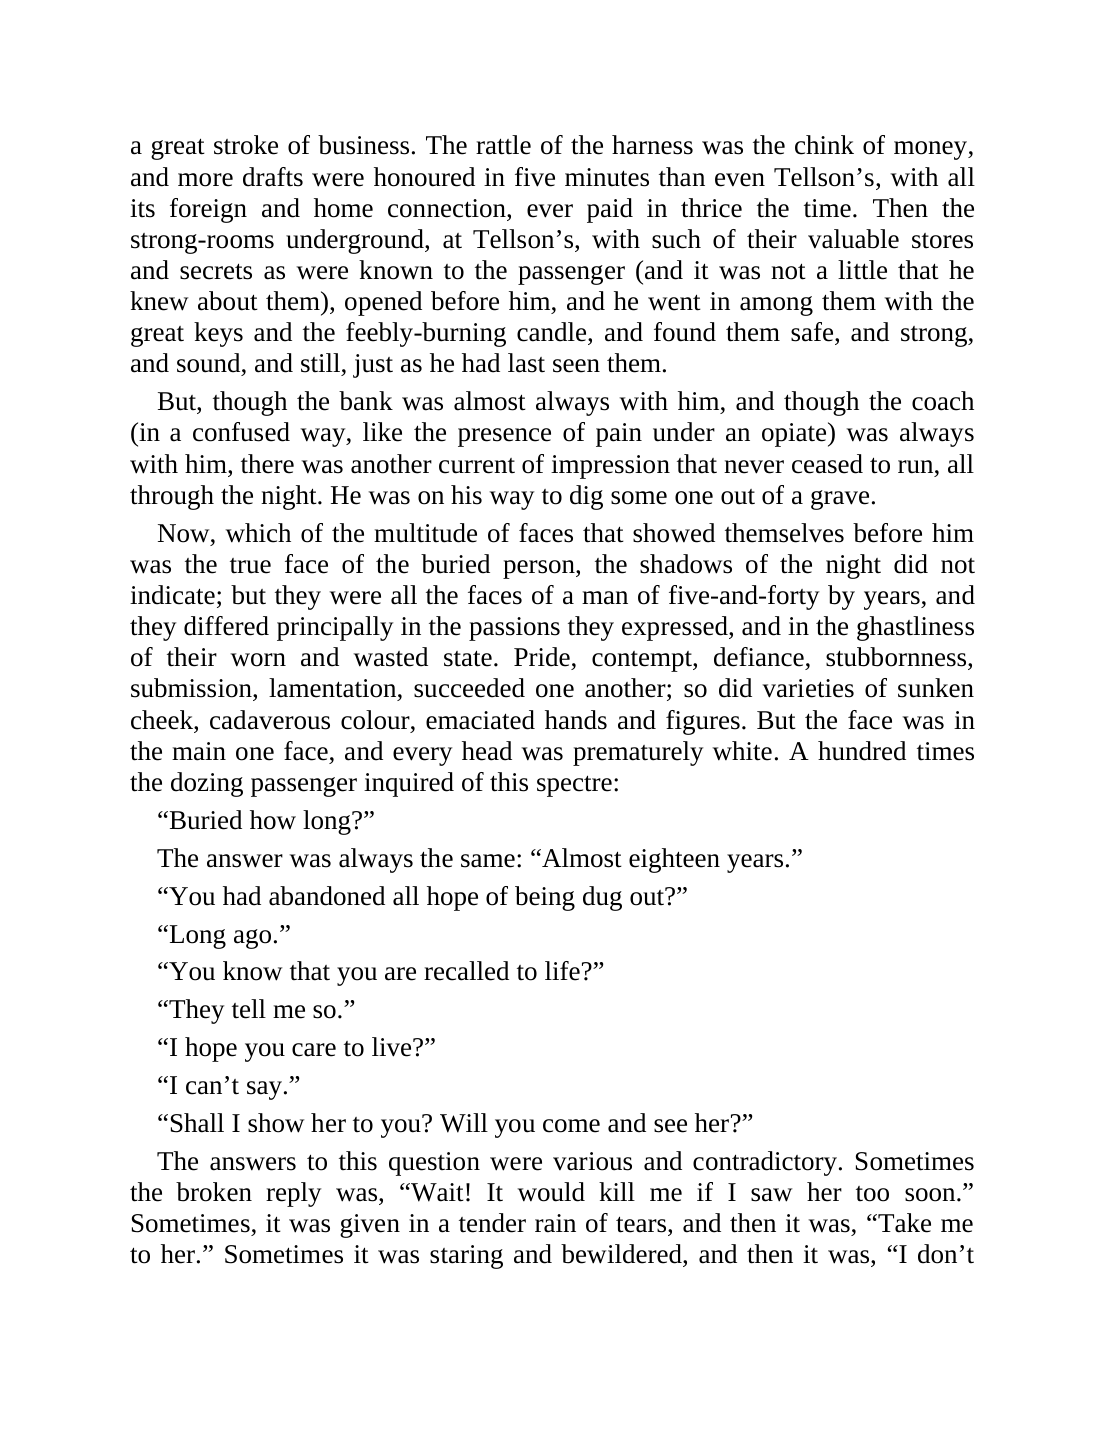 a great stroke of business. The rattle of the harness was the chink of money,
and more drafts were honoured in five minutes than even Tellson’s, with all
its foreign and home connection, ever paid in thrice the time. Then the
strong-rooms underground, at Tellson’s, with such of their valuable stores
and secrets as were known to the passenger (and it was not a little that he
knew about them), opened before him, and he went in among them with the
great keys and the feebly-burning candle, and found them safe, and strong,
and sound, and still, just as he had last seen them.
But, though the bank was almost always with him, and though the coach
(in a confused way, like the presence of pain under an opiate) was always
with him, there was another current of impression that never ceased to run, all
through the night. He was on his way to dig some one out of a grave.
Now, which of the multitude of faces that showed themselves before him
was the true face of the buried person, the shadows of the night did not
indicate; but they were all the faces of a man of five-and-forty by years, and
they differed principally in the passions they expressed, and in the ghastliness
of their worn and wasted state. Pride, contempt, defiance, stubbornness,
submission, lamentation, succeeded one another; so did varieties of sunken
cheek, cadaverous colour, emaciated hands and figures. But the face was in
the main one face, and every head was prematurely white. A hundred times
the dozing passenger inquired of this spectre:
“Buried how long?”
The answer was always the same: “Almost eighteen years.”
“You had abandoned all hope of being dug out?”
“Long ago.”
“You know that you are recalled to life?”
“They tell me so.”
“I hope you care to live?”
“I can’t say.”
“Shall I show her to you? Will you come and see her?”
The answers to this question were various and contradictory. Sometimes
the broken reply was, “Wait! It would kill me if I saw her too soon.”
Sometimes, it was given in a tender rain of tears, and then it was, “Take me
to her.” Sometimes it was staring and bewildered, and then it was, “I don’t